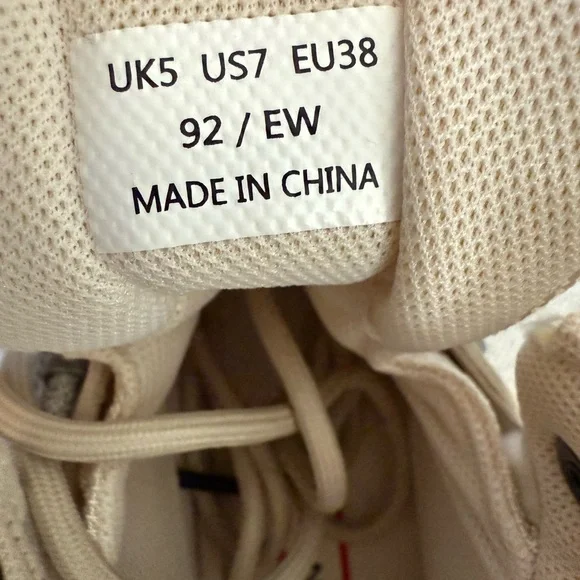 UK5 US7 EU38
92 / EW
MADE IN CHINA